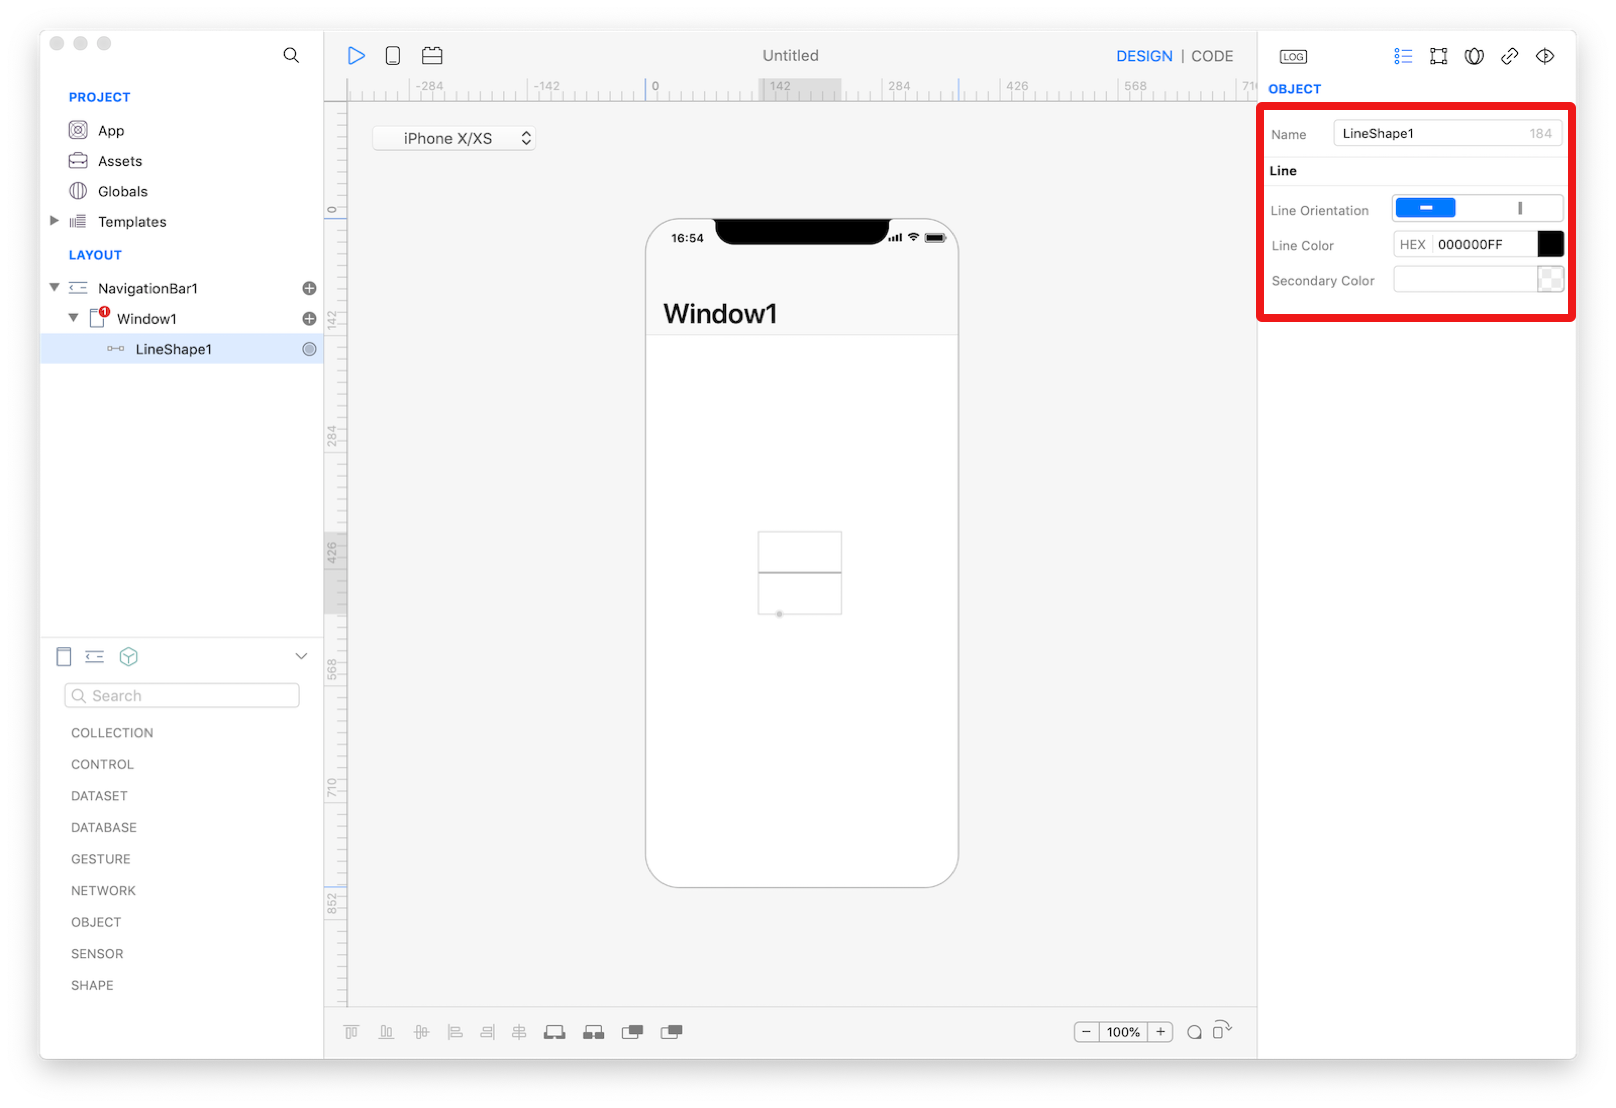 Untitled
DESIGN | CODE
LOG
PROJECT
App
Assets
Globals
Templates
LAYOUT
NavigationBar1
1
Window1
LineShape1
Search
COLLECTION
CONTROL
DATASET
DATABASE
GESTURE
NETWORK
OBJECT
SENSOR
SHAPE
-284
-142
0
142
284
426
568
710
0
142
284
426
568
710
852
iPhone X/XS
16:54
Window1
100%
OBJECT
Name LineShape1 184
Line
Line Orientation
Line Color HEX 000000FF
Secondary Color